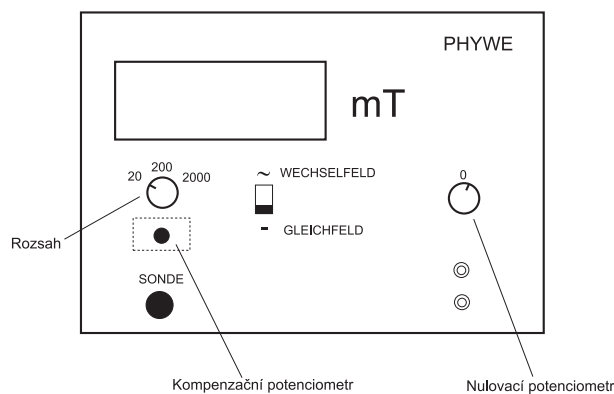 PHYWE
mT
20 200 2000
~ WECHSELFELD
- GLEICHFELD
0
Rozsah
SONDE
Kompenzační potenciometr
Nulovací potenciometr